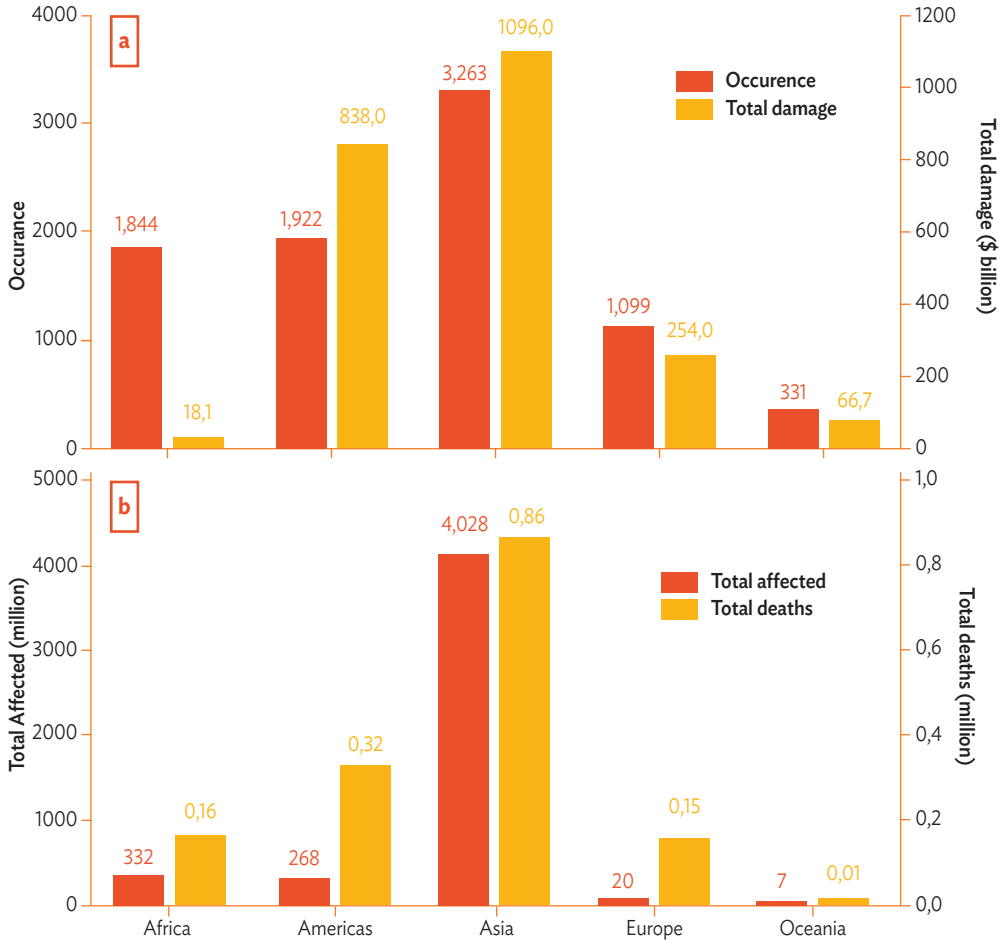 a
4000
3000
2000
1000
0
Occurance
1200
1000
800
600
400
200
0
Total damage ($ billion)
Occurence
Total damage
1,844
18,1
1,922
838,0
3,263
1096,0
1,099
254,0
331
66,7
b
5000
4000
3000
2000
1000
0
Total Affected (million)
1,0
0,8
0,6
0,4
0,2
0,0
Total deaths (million)
Total affected
Total deaths
332
0,16
268
0,32
4,028
0,86
20
0,15
7
0,01
Africa
Americas
Asia
Europe
Oceania